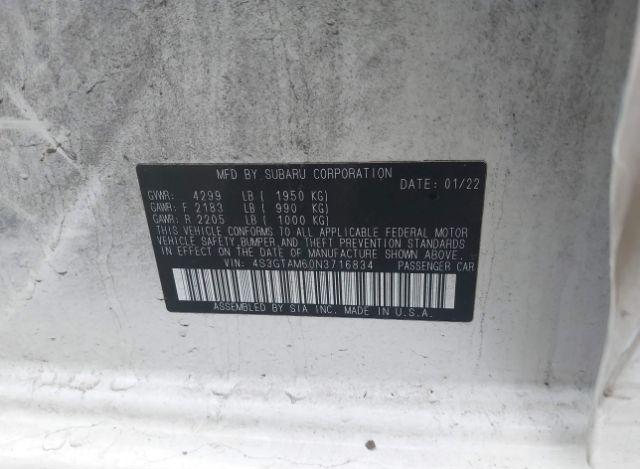 MFD BY SUBARU CORPORATION
DATE: 01/22
GVWR: 4299 LB ( 1950 KG)
GAWR: F 2183 LB ( 990 KG)
GAWR: R 2205 LB ( 1000 KG)
THIS VEHICLE CONFORMS TO ALL APPLICABLE FEDERAL MOTOR
VEHICLE SAFETY, BUMPER, AND THEFT PREVENTION STANDARDS
IN EFFECT ON THE DATE OF MANUFACTURE SHOWN ABOVE.
VIN: 4S3GTAM60N3716834 PASSENGER CAR
ASSEMBLED BY SIA INC. MADE IN U.S.A.